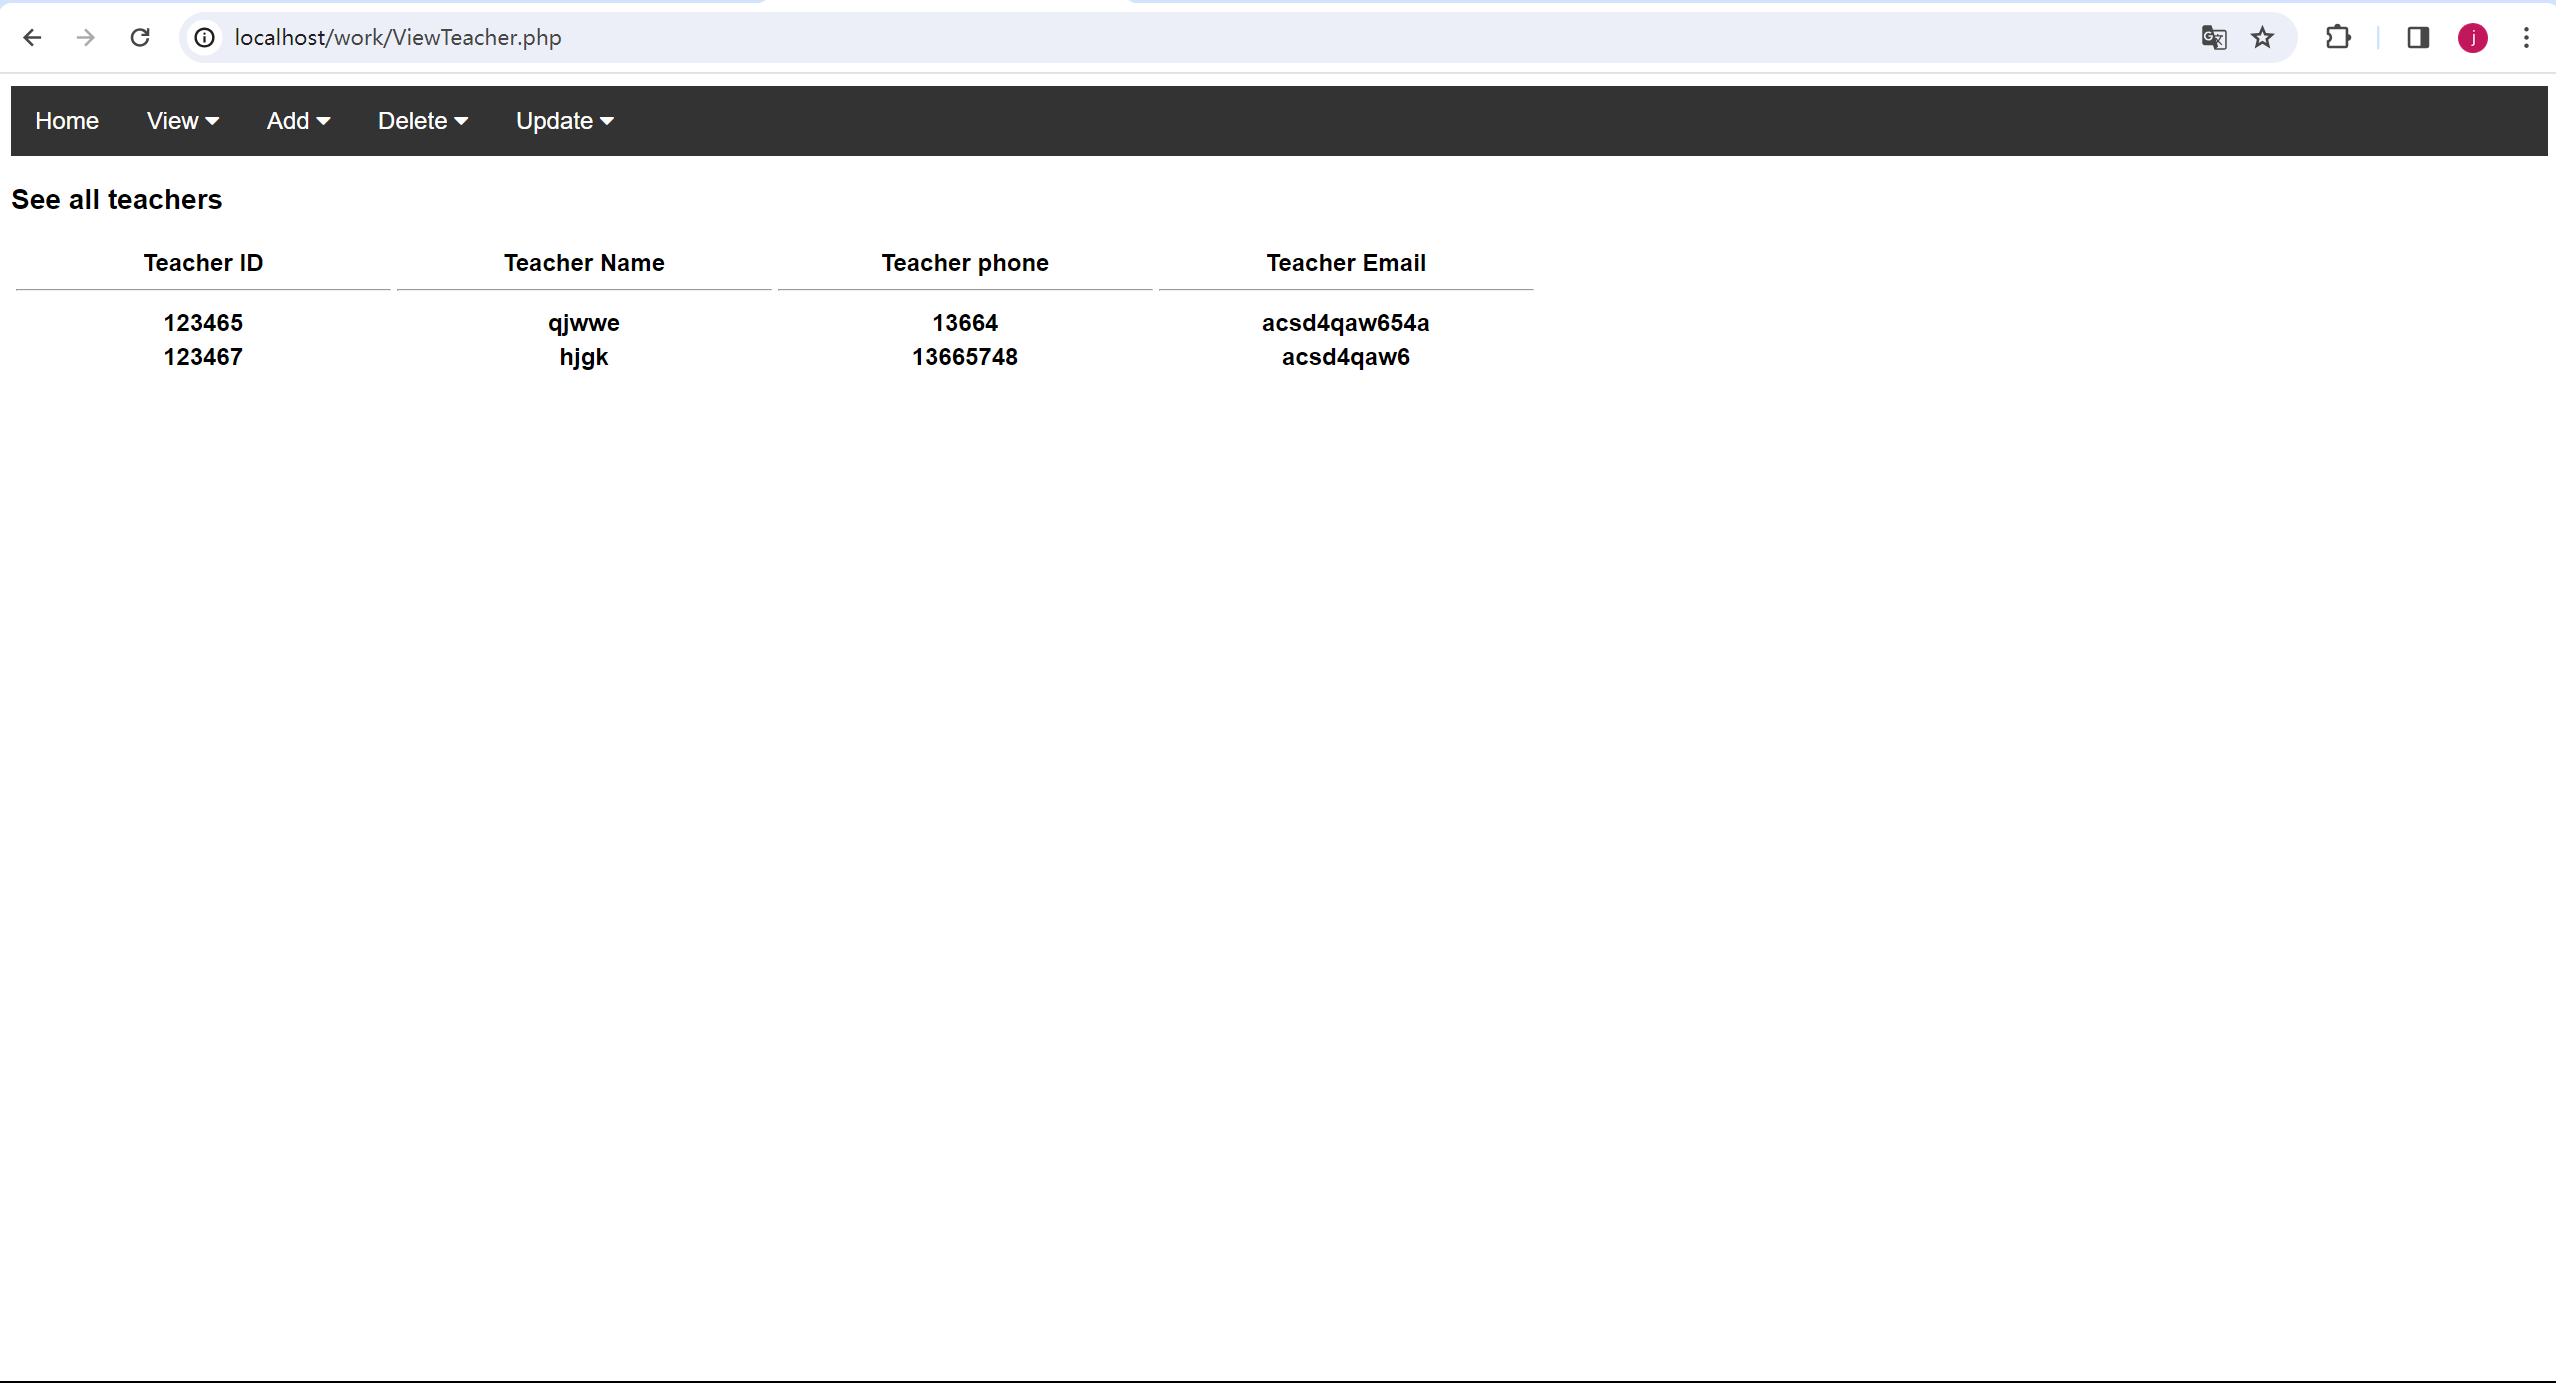 localhost/work/ViewTeacher.php
j
Home View Add Delete Update
See all teachers
Teacher ID Teacher Name Teacher phone Teacher Email
123465 qjwwe 13664 acsd4qaw654a
123467 hjgk 13665748 acsd4qaw6